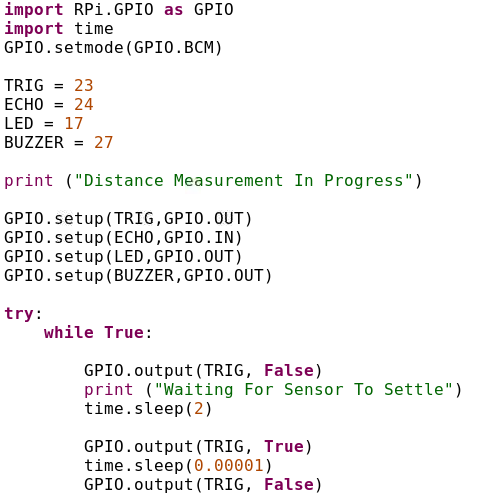 import RPi.GPIO as GPIO
import time
GPIO.setmode(GPIO.BCM)
TRIG = 23
ECHO = 24
LED = 17
BUZZER = 27
print ("Distance Measurement In Progress")
GPIO.setup(TRIG,GPIO.OUT)
GPIO.setup(ECHO,GPIO.IN)
GPIO.setup(LED,GPIO.OUT)
GPIO.setup(BUZZER,GPIO.OUT)
try:
    while True:
        GPIO.output(TRIG, False)
        print ("Waiting For Sensor To Settle")
        time.sleep(2)
        GPIO.output(TRIG, True)
        time.sleep(0.00001)
        GPIO.output(TRIG, False)